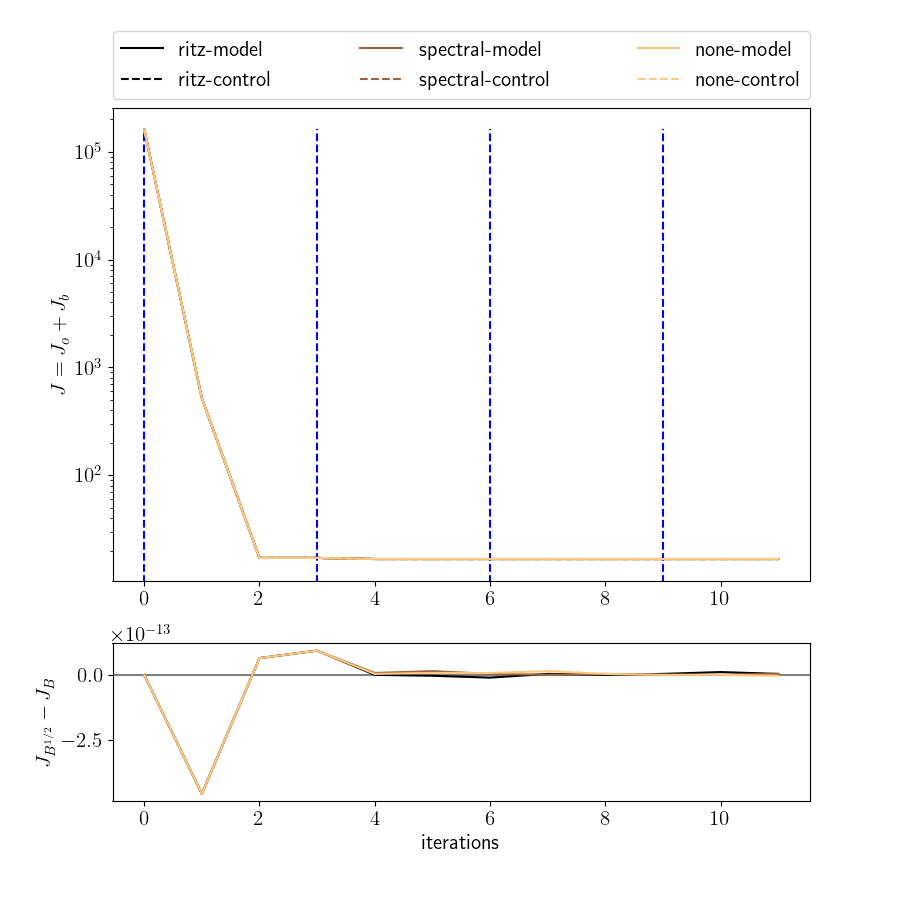 ritz-model spectral-model none-model
ritz-control spectral-control none-control
10^5
10^4
10^3
10^2
J = J_o + J_b
0 2 4 6 8 10
×10^−13
0.0
−2.5
J_{B^{1/2}} − J_B
0 2 4 6 8 10
iterations